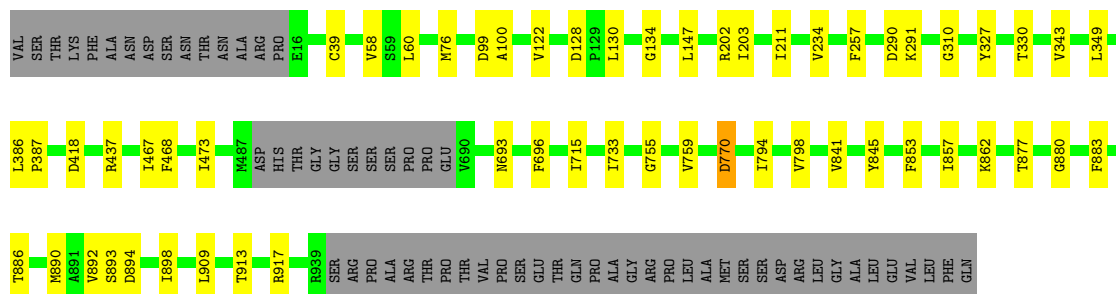 VAL SER THR LYS PHE ALA ASN ASP SER ASN THR ASN ALA ARG PRO E16 C39 V58 S59 L60 M76 D99 A100 V122 D128 P129 L130 G134 L147 R202 I203 I211 V234 F257 D290 K291 G310 Y327 T330 V343 L349
L386 P387 D418 R437 I467 F468 I473 M487 ASP HIS THR GLY GLY SER SER SER PRO PRO GLU V690 N693 F696 I715 I733 G755 V759 D770 I794 V798 V841 Y845 F853 I857 K862 T877 G880 F883
T886 M890 A891 V892 S893 D894 I898 L909 T913 R917 R939 SER ARG PRO ALA ARG THR PRO THR VAL PRO SER GLU THR GLN PRO ALA GLY ARG PRO LEU ALA MET SER SER ASP ARG LEU GLY ALA LEU GLU VAL LEU PHE GLN